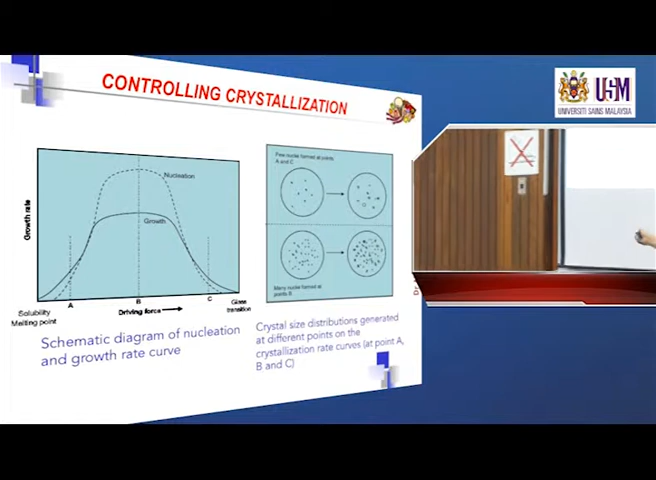 CONTROLLING CRYSTALLIZATION
USM
UNIVERSITI SAINS MALAYSIA
Growth rate
Nucleation
Growth
A
B
C
Solubility
Melting point
Driving force
Glass
transition
Few nuclei formed at points
A and C
Many nuclei formed at
points B
Schematic diagram of nucleation
and growth rate curve
Crystal size distributions generated
at different points on the
crystallization rate curves (at point A,
B and C)